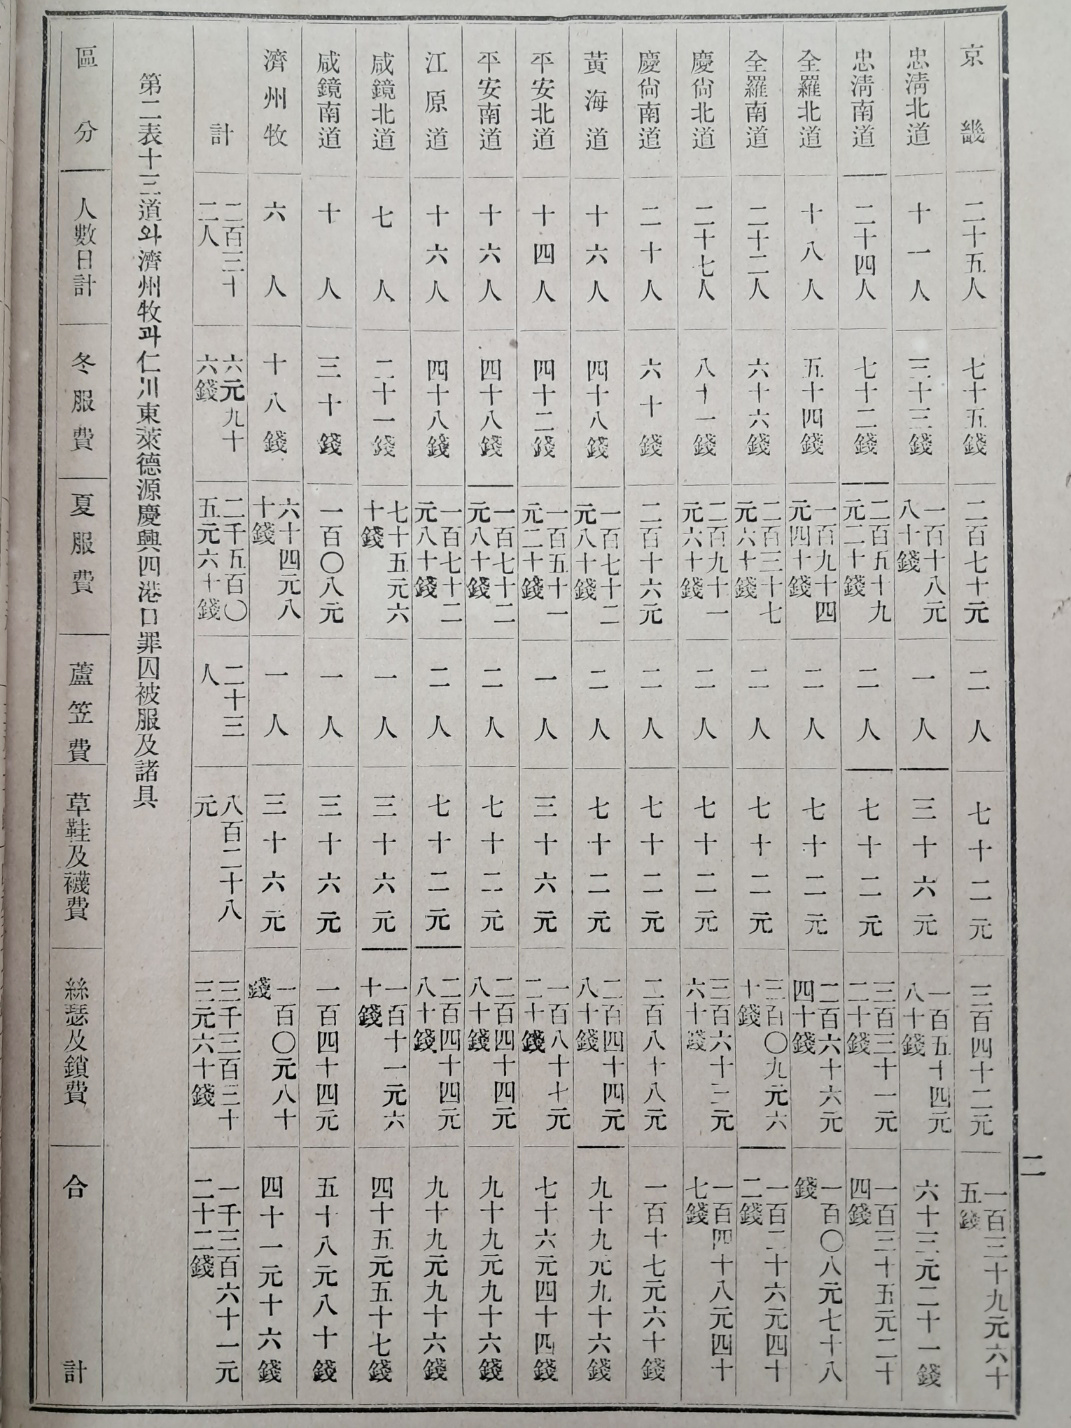 二
京畿 二十五人 七十五錢 二百七十元 二人 七十二元 三百四十二元 一百三十九元六十五錢
忠淸北道 十一人 三十三錢 一百十八元八十錢 一人 三十六元 一百五十四元八十錢 六十三元二十一錢
忠淸南道 二十四人 七十二錢 二百五十九元二十錢 二人 七十二元 三百三十一元二十錢 一百三十五元二十四錢
全羅北道 十八人 五十四錢 一百九十四元四十錢 二人 七十二元 二百六十六元四十錢 一百〇八元七十八錢
全羅南道 二十二人 六十六錢 二百三十七元六十錢 二人 七十二元 三百〇九元六十錢 一百二十六元四十二錢
慶尙北道 二十七人 八十一錢 二百九十一元六十錢 二人 七十二元 三百六十三元六十錢 一百四十八元四十七錢
慶尙南道 二十人 六十錢 二百十六元 二人 七十二元 二百八十八元 一百十七元六十錢
黃海道 十六人 四十八錢 一百七十二元八十錢 二人 七十二元 二百四十四元八十錢 九十九元九十六錢
平安北道 十四人 四十二錢 一百五十一元二十錢 一人 三十六元 一百八十七元二十錢 七十六元四十四錢
平安南道 十六人 四十八錢 一百七十二元八十錢 二人 七十二元 二百四十四元八十錢 九十九元九十六錢
江原道 十六人 四十八錢 一百七十二元八十錢 二人 七十二元 二百四十四元八十錢 九十九元九十六錢
咸鏡北道 七人 二十一錢 七十五元六十錢 一人 三十六元 一百十一元六十錢 四十五元五十七錢
咸鏡南道 十人 三十錢 一百〇八元 一人 三十六元 一百四十四元 五十八元八十錢
濟州牧 六人 十八錢 六十四元八十錢 一人 三十六元 一百〇元八十錢 四十一元十六錢
計 二百三十二人 六元九十六錢 二千五百〇五元六十錢 二十三人 八百二十八元 三千三百三十三元六十錢 一千三百六十一元二十二錢
第二表十三道와濟州牧과仁川東萊德源慶興四港口罪囚被服及諸具
區分 人數日計 冬服費 夏服費 蘆笠費 草鞋及襪費 絲瑟及鎖費 合計